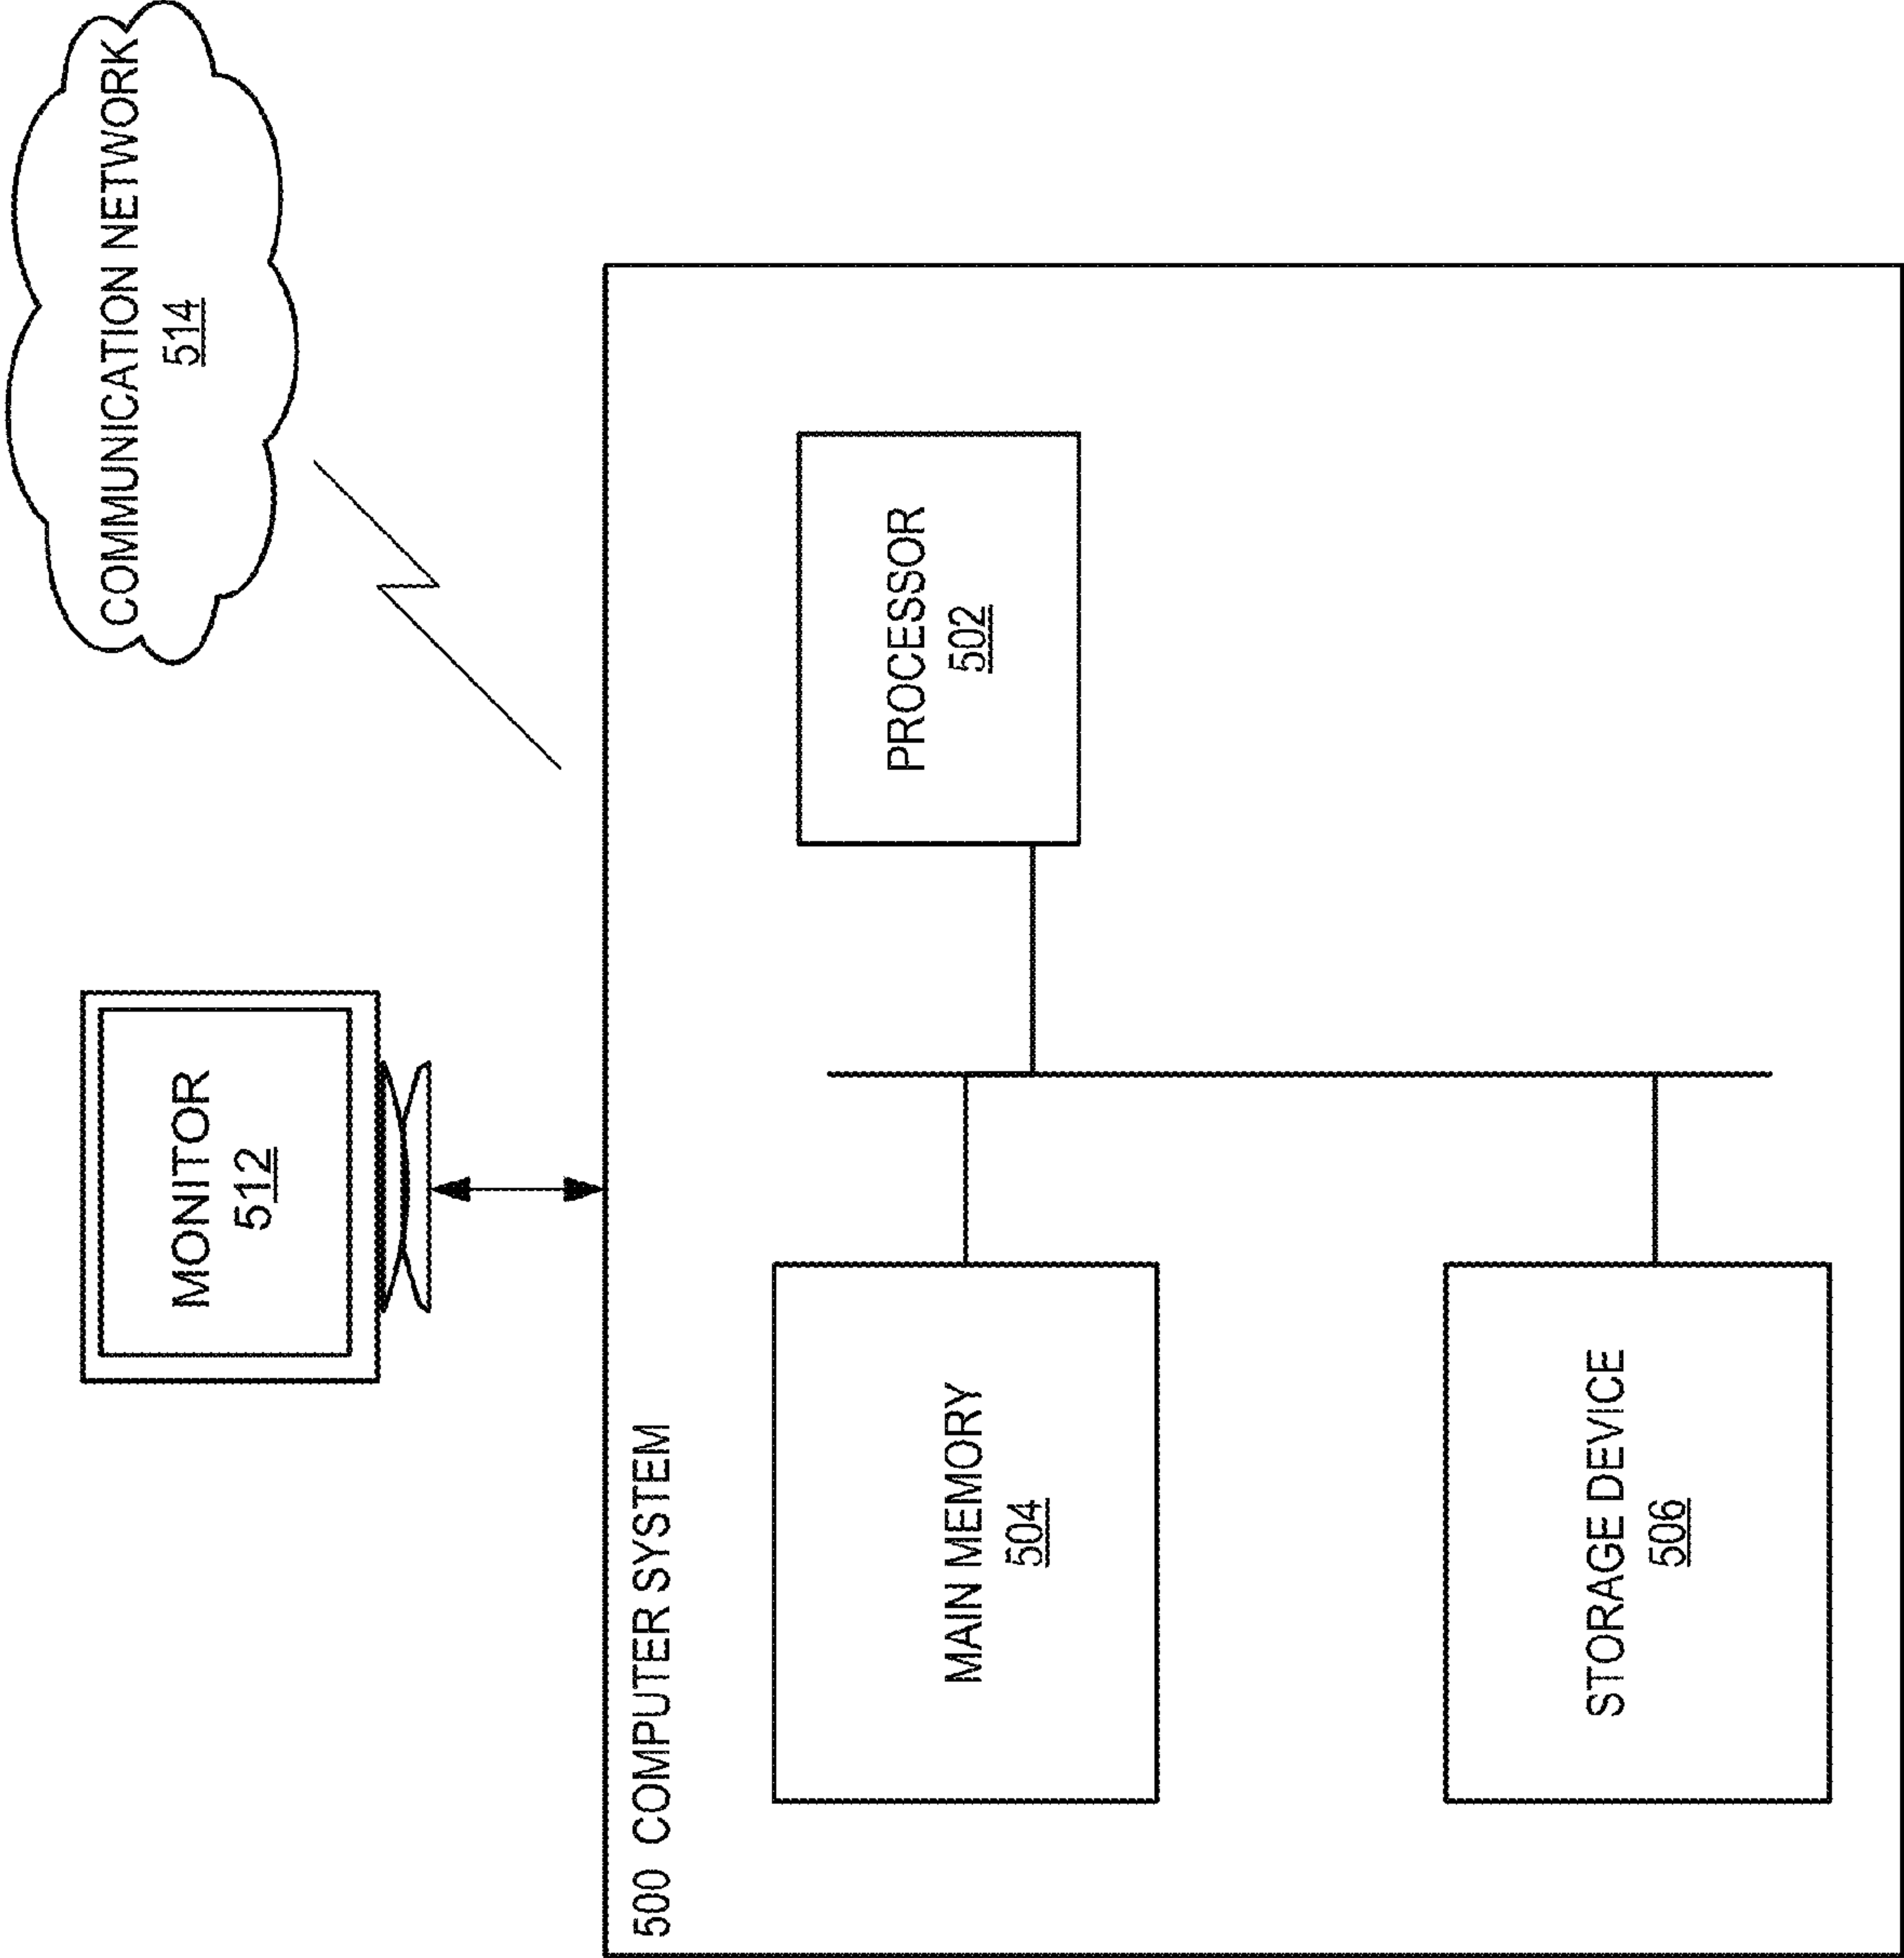 COMMUNICATION NETWORK
514
MONITOR
512
500 COMPUTER SYSTEM
PROCESSOR
502
MAIN MEMORY
504
STORAGE DEVICE
506